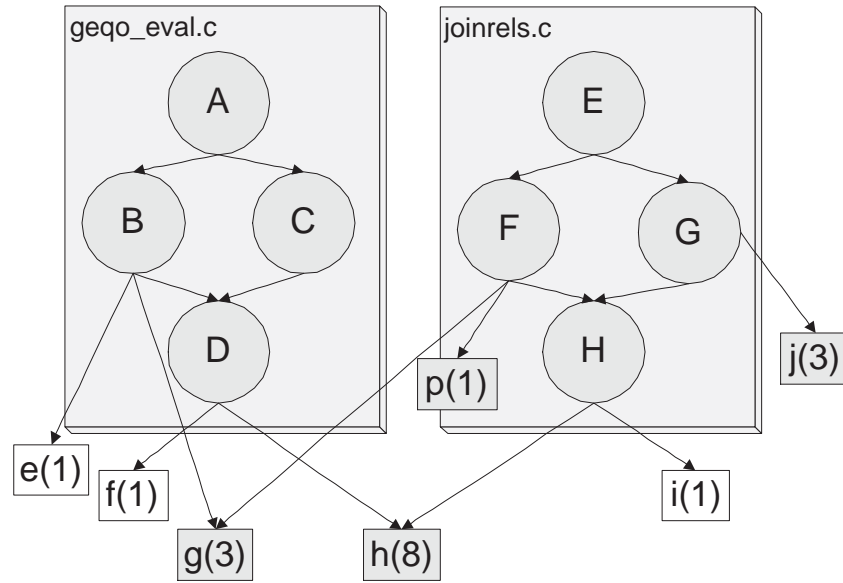 geqo_eval.c
joinrels.c
A
E
B
C
F
G
D
H
j(3)
p(1)
e(1)
f(1)
i(1)
g(3)
h(8)